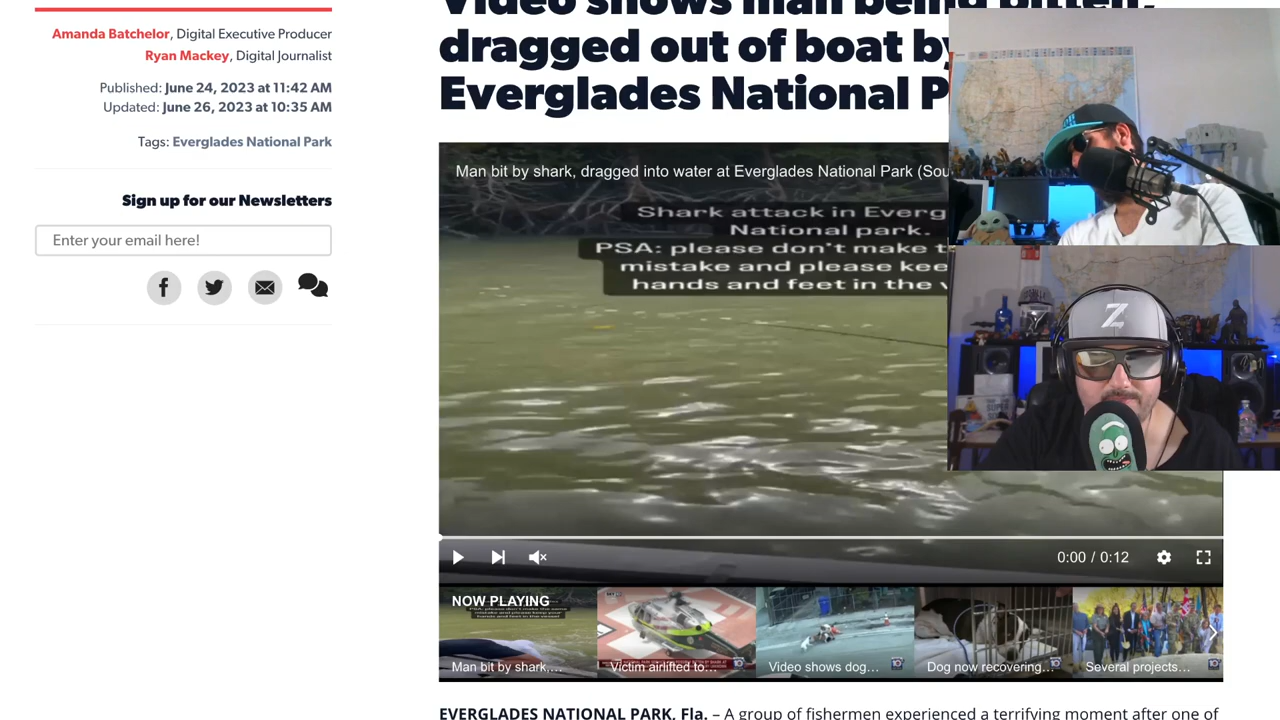 Video shows man being bitten,
dragged out of boat by
Everglades National P
Amanda Batchelor, Digital Executive Producer
Ryan Mackey, Digital Journalist
Published: June 24, 2023 at 11:42 AM
Updated: June 26, 2023 at 10:35 AM
Tags: Everglades National Park
Sign up for our Newsletters
Enter your email here!
Man bit by shark, dragged into water at Everglades National Park (Sou
Shark attack in Everg
National park.
PSA: please don't make t
mistake and please kee
hands and feet in the v
Z
0:00 / 0:12
NOW PLAYING
Man bit by shark,...
Victim airlifted to...
Video shows dog...
Dog now recovering...
Several projects...
EVERGLADES NATIONAL PARK, Fla. – A group of fishermen experienced a terrifying moment after one of